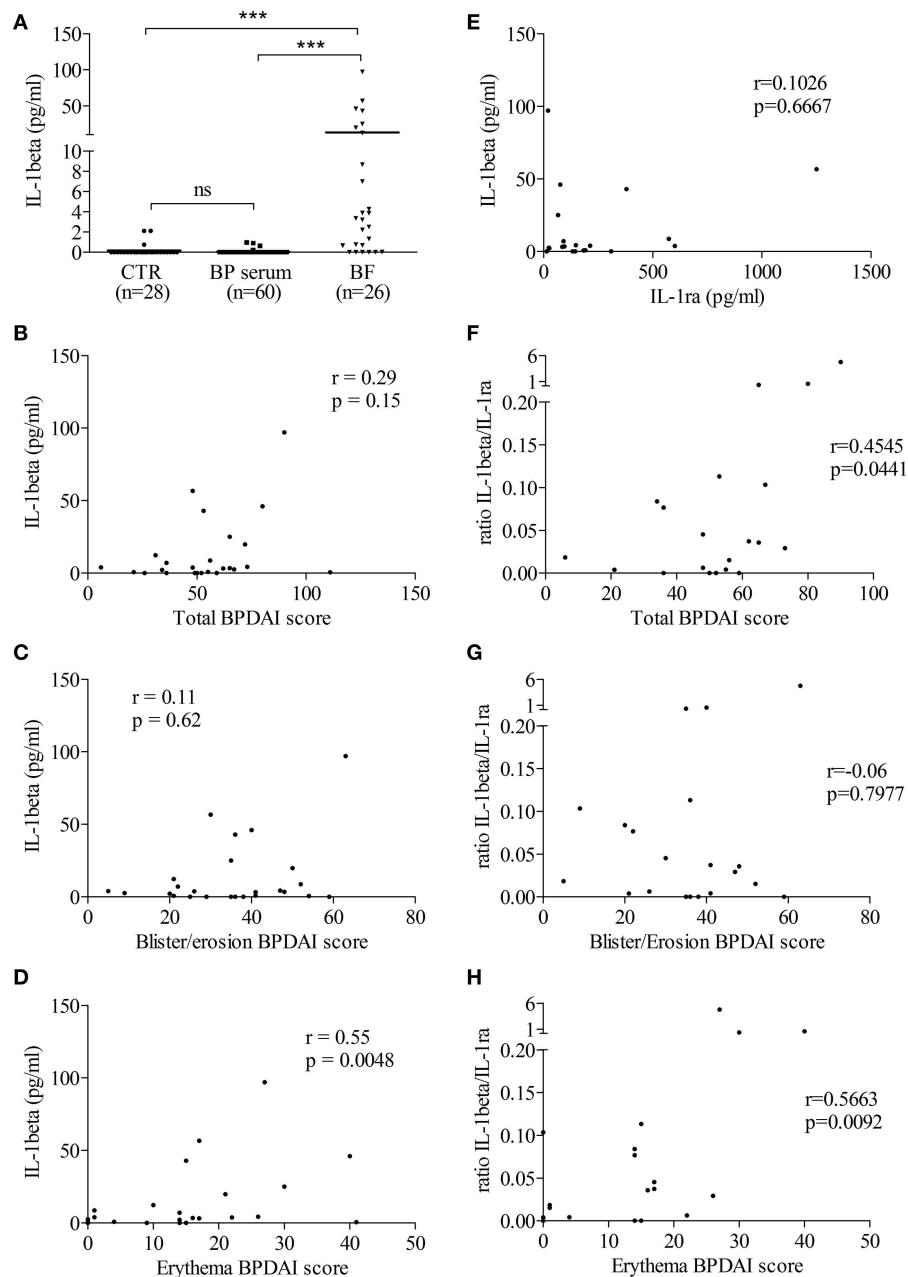 A
***
***
ns
150
100
50
10
8
6
4
2
0
IL-1beta (pg/ml)
CTR
(n=28)
BP serum
(n=60)
BF
(n=26)
B
150
100
50
0
IL-1beta (pg/ml)
r = 0.29
p = 0.15
0 50 100 150
Total BPDAI score
C
150
100
50
0
IL-1beta (pg/ml)
r = 0.11
p = 0.62
0 20 40 60 80
Blister/erosion BPDAI score
D
150
100
50
0
IL-1beta (pg/ml)
r = 0.55
p = 0.0048
0 10 20 30 40 50
Erythema BPDAI score
E
150
100
50
0
IL-1beta (pg/ml)
r=0.1026
p=0.6667
0 500 1000 1500
IL-1ra (pg/ml)
F
6
1
0.20
0.15
0.10
0.05
0.00
ratio IL-1beta/IL-1ra
r=0.4545
p=0.0441
0 20 40 60 80 100
Total BPDAI score
G
6
1
0.20
0.15
0.10
0.05
0.00
ratio IL-1beta/IL-1ra
r=-0.06
p=0.7977
0 20 40 60 80
Blister/Erosion BPDAI score
H
6
1
0.20
0.15
0.10
0.05
0.00
ratio IL-1beta/IL-1ra
r=0.5663
p=0.0092
0 10 20 30 40 50
Erythema BPDAI score